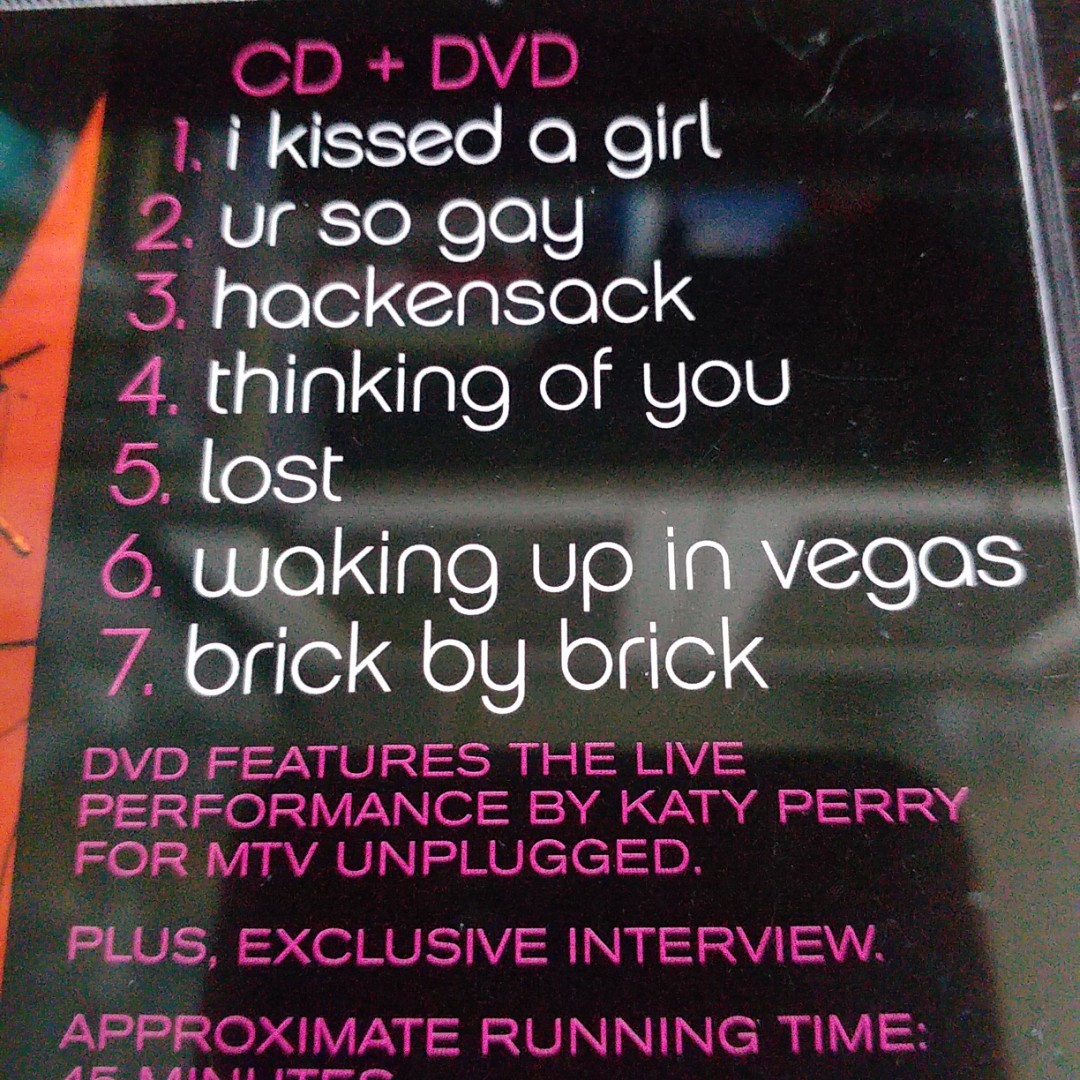 CD + DVD
1. i kissed a girl
2. ur so gay
3. hackensack
4. thinking of you
5. lost
6. waking up in vegas
7. brick by brick
DVD FEATURES THE LIVE
PERFORMANCE BY KATY PERRY
FOR MTV UNPLUGGED.
PLUS, EXCLUSIVE INTERVIEW.
APPROXIMATE RUNNING TIME:
45 MINUTES